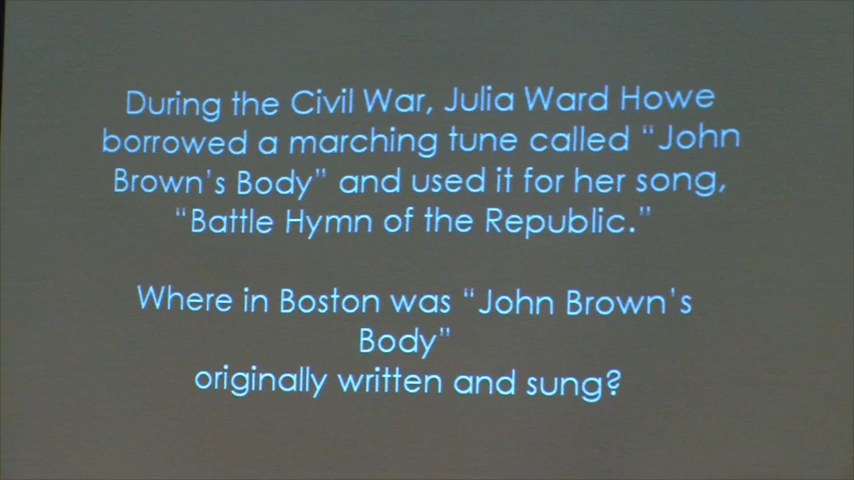 During the Civil War, Julia Ward Howe
borrowed a marching tune called “John
Brown’s Body” and used it for her song,
“Battle Hymn of the Republic.”
Where in Boston was “John Brown’s
Body”
originally written and sung?